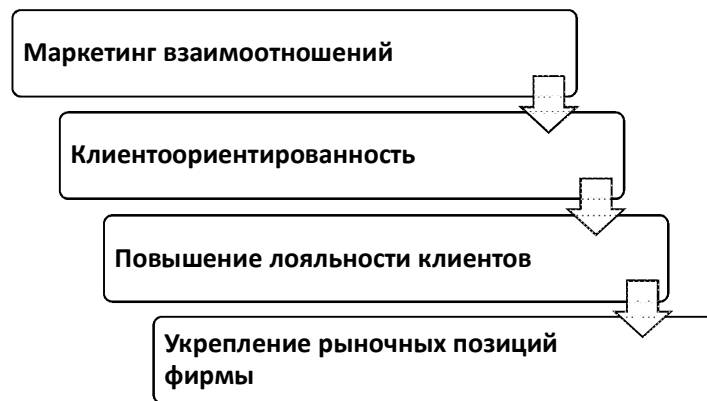 Маркетинг взаимоотношений
Клиентоориентированность
Повышение лояльности клиентов
Укрепление рыночных позиций
фирмы